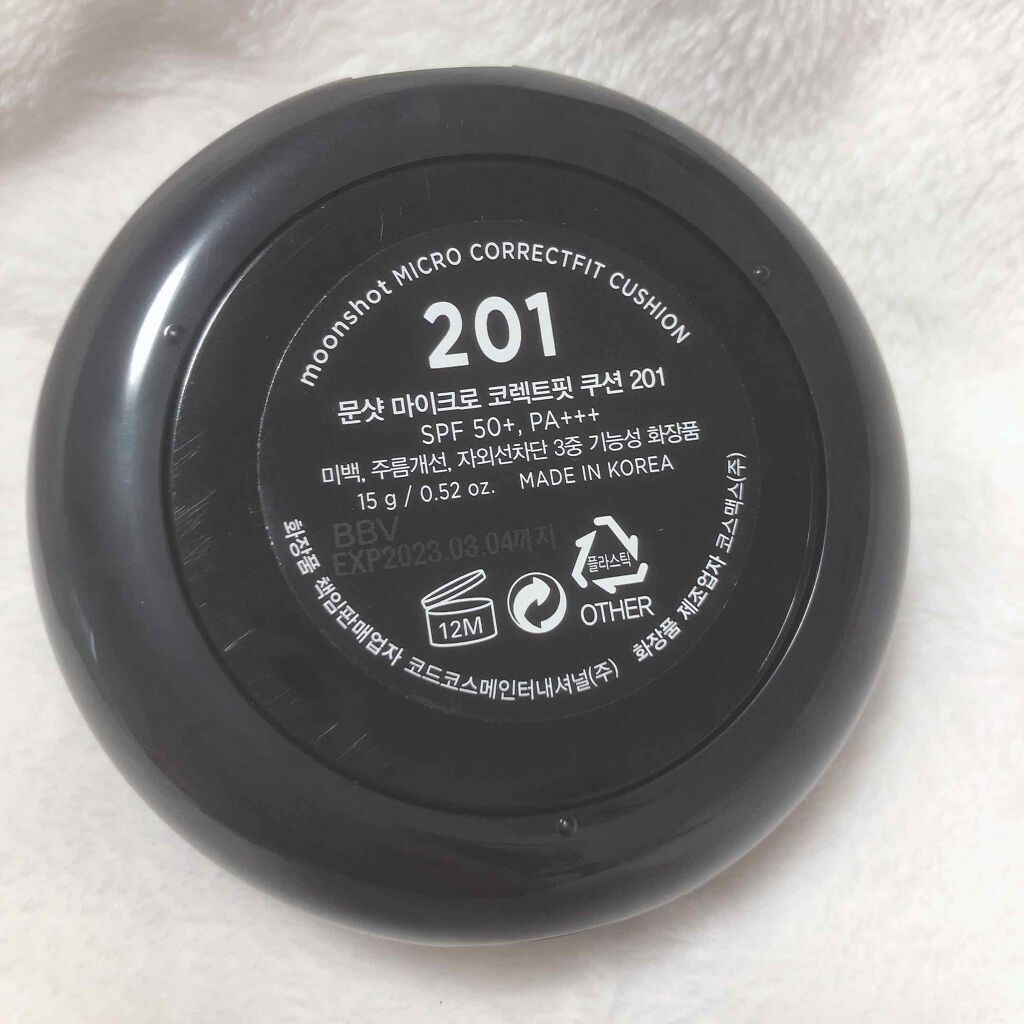 moonshot MICRO CORRECTFIT CUSHION
201
문샷 마이크로 코렉트핏 쿠션 201
SPF 50+, PA+++
미백, 주름개선, 자외선차단 3중 기능성 화장품
15 g / 0.52 oz. MADE IN KOREA
BBV
EXP2023.03.04까지
플라스틱
OTHER
12M
화장품 책임판매업자 코드코스메인터내셔널(주) 화장품 제조업자 코스맥스(주)